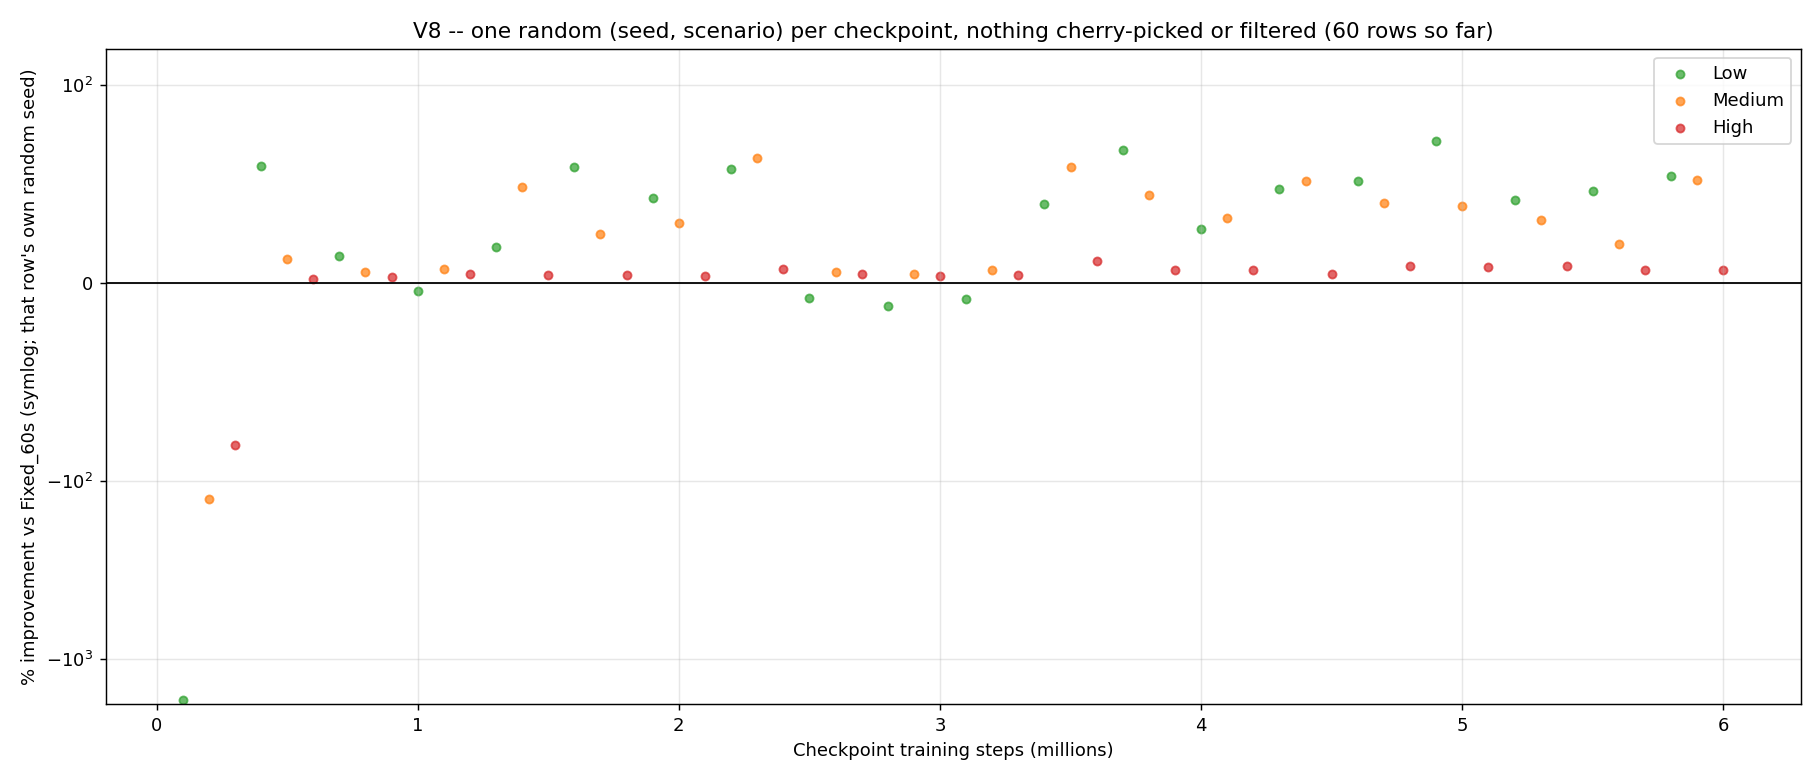 V8 -- one random (seed, scenario) per checkpoint, nothing cherry-picked or filtered (60 rows so far)
% improvement vs Fixed_60s (symlog; that row's own random seed)
10²
0
−10²
−10³
Low
Medium
High
0
1
2
3
4
5
6
Checkpoint training steps (millions)